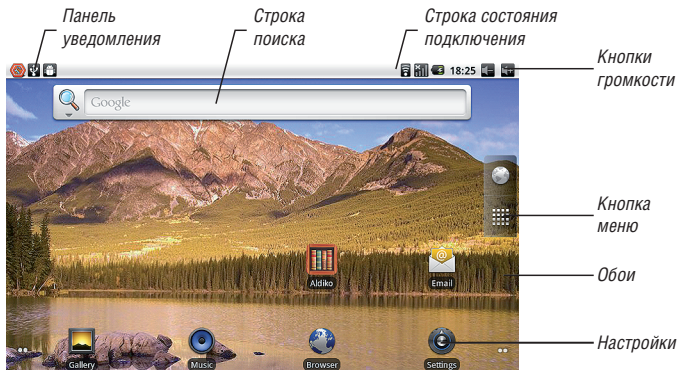 Панель
уведомления
Строка
поиска
Строка состояния
подключения
Кнопки
громкости
18:25
Google
Кнопка
меню
Aldiko
Email
Обои
Gallery
Music
Browser
Settings
Настройки